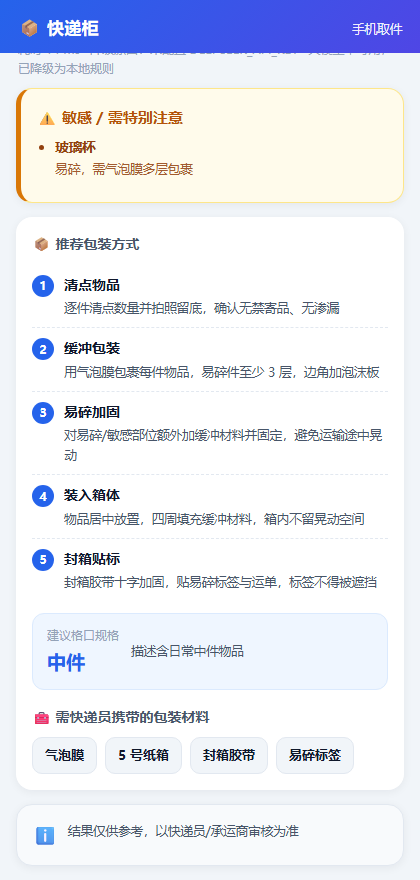 快递柜
手机取件
已降级为本地规则
敏感 / 需特别注意
玻璃杯
易碎，需气泡膜多层包裹
推荐包装方式
1 清点物品
逐件清点数量并拍照留底，确认无禁寄品、无渗漏
2 缓冲包装
用气泡膜包裹每件物品，易碎件至少 3 层，边角加泡沫板
3 易碎加固
对易碎/敏感部位额外加缓冲材料并固定，避免运输途中晃
动
4 装入箱体
物品居中放置，四周填充缓冲材料，箱内不留晃动空间
5 封箱贴标
封箱胶带十字加固，贴易碎标签与运单，标签不得被遮挡
建议格口规格
中件
描述含日常中件物品
需快递员携带的包装材料
气泡膜
5 号纸箱
封箱胶带
易碎标签
结果仅供参考，以快递员/承运商审核为准